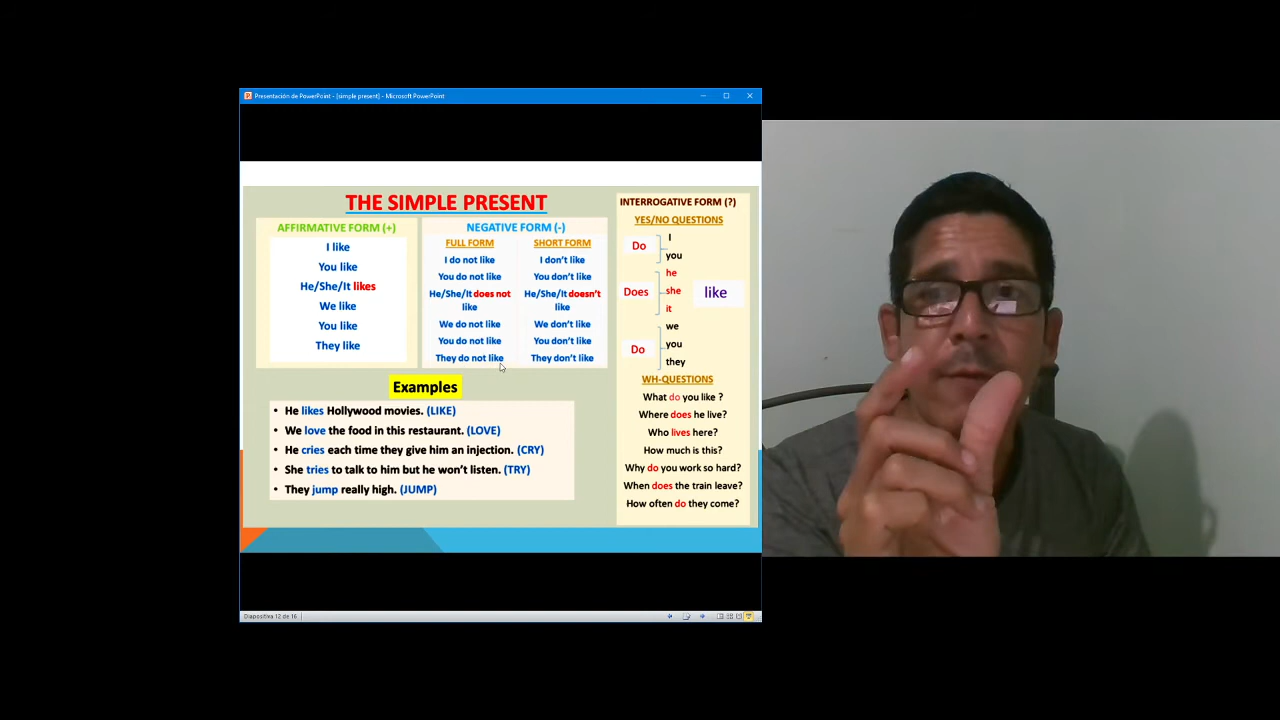 Presentación de PowerPoint - [simple present] - Microsoft PowerPoint
THE SIMPLE PRESENT
AFFIRMATIVE FORM (+)
I like
You like
He/She/It likes
We like
You like
They like
NEGATIVE FORM (-)
FULL FORM
I do not like
You do not like
He/She/It does not
like
We do not like
You do not like
They do not like
SHORT FORM
I don't like
You don't like
He/She/It doesn't
like
We don't like
You don't like
They don't like
Examples
• He likes Hollywood movies. (LIKE)
• We love the food in this restaurant. (LOVE)
• He cries each time they give him an injection. (CRY)
• She tries to talk to him but he won't listen. (TRY)
• They jump really high. (JUMP)
INTERROGATIVE FORM (?)
YES/NO QUESTIONS
Do
I
you
Does
he
she
it
like
Do
we
you
they
WH-QUESTIONS
What do you like ?
Where does he live?
Who lives here?
How much is this?
Why do you work so hard?
When does the train leave?
How often do they come?
Diapositiva 12 de 16